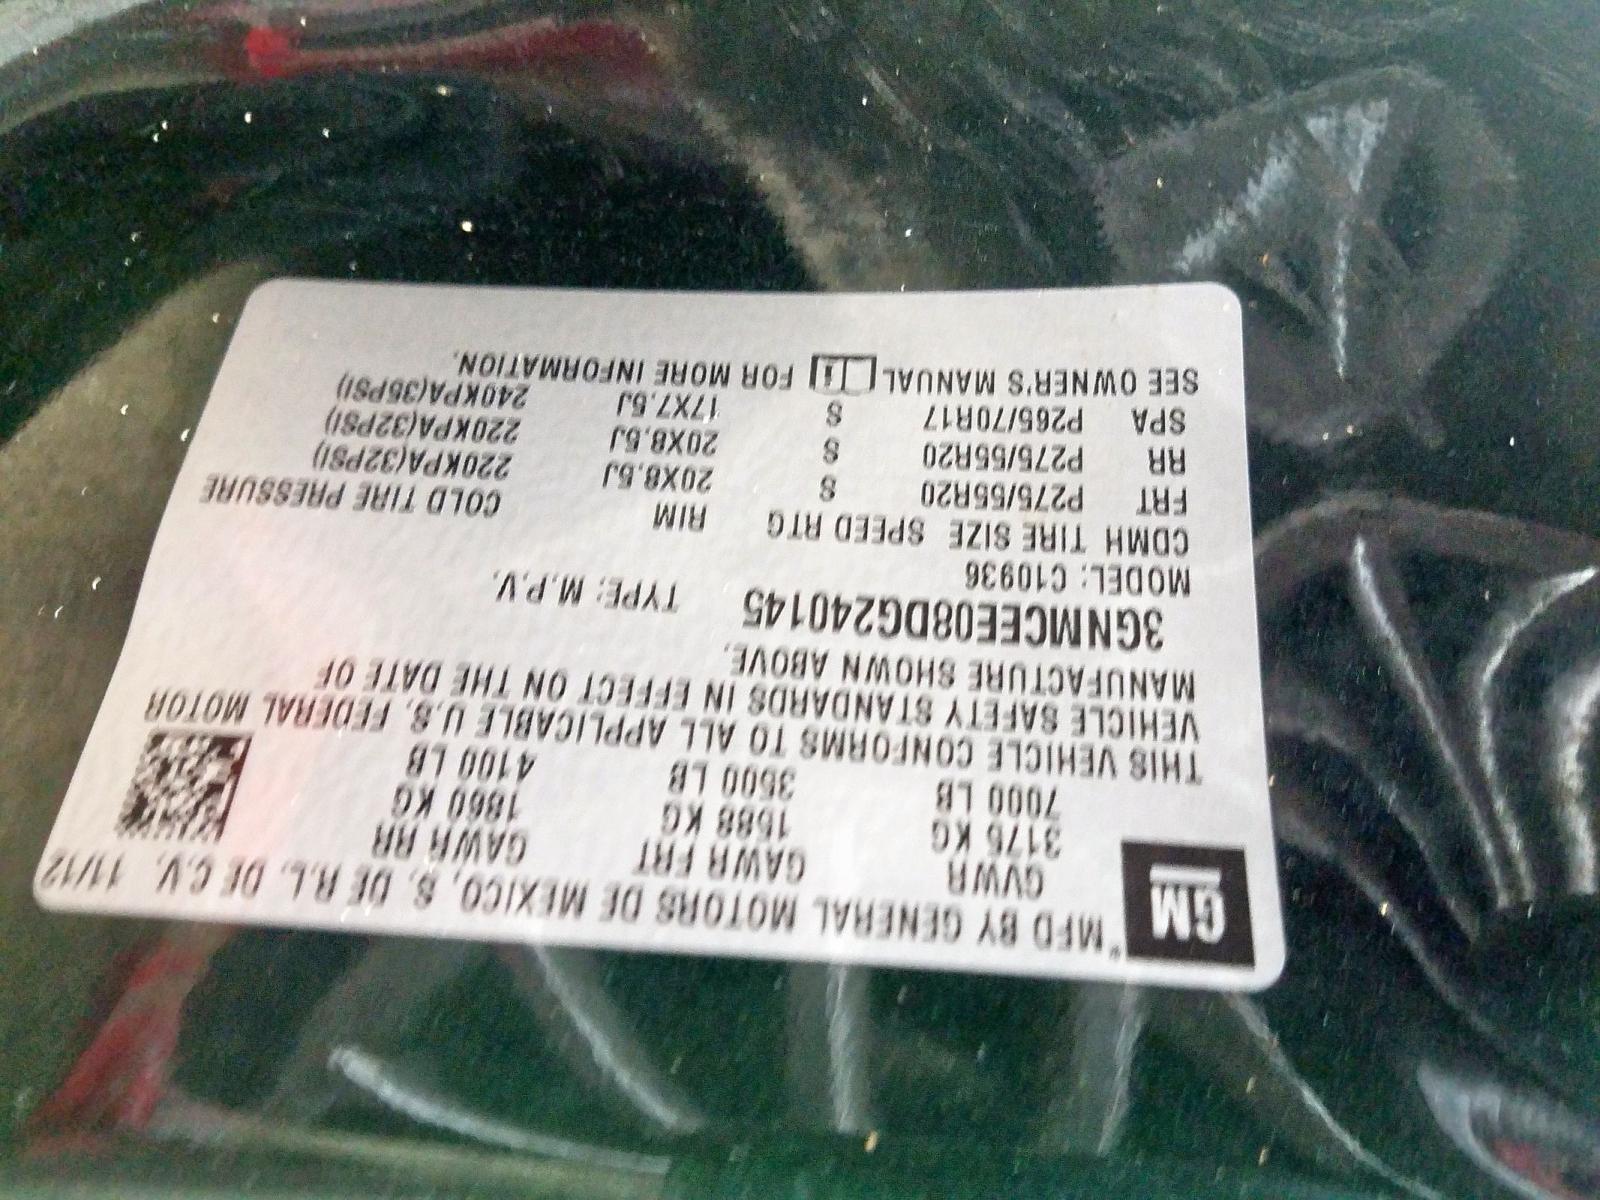 GM
*MFD BY GENERAL MOTORS DE MEXICO, S. DE R.L. DE C.V. 11/12
GVWR GAWR FRT GAWR RR
3175 KG 1588 KG 1860 KG
7000 LB 3500 LB 4100 LB
THIS VEHICLE CONFORMS TO ALL APPLICABLE U.S. FEDERAL MOTOR
VEHICLE SAFETY STANDARDS IN EFFECT ON THE DATE OF
MANUFACTURE SHOWN ABOVE.
3GNMCEE08DG240145 TYPE: M.P.V.
MODEL: C10936
CDMH TIRE SIZE SPEED RTG RIM COLD TIRE PRESSURE
FRT P275/55R20 S 20X8.5J 220KPA(32PSI)
RR P275/55R20 S 20X8.5J 220KPA(32PSI)
SPA P265/70R17 S 17X7.5J 240KPA(35PSI)
SEE OWNER'S MANUAL FOR MORE INFORMATION.